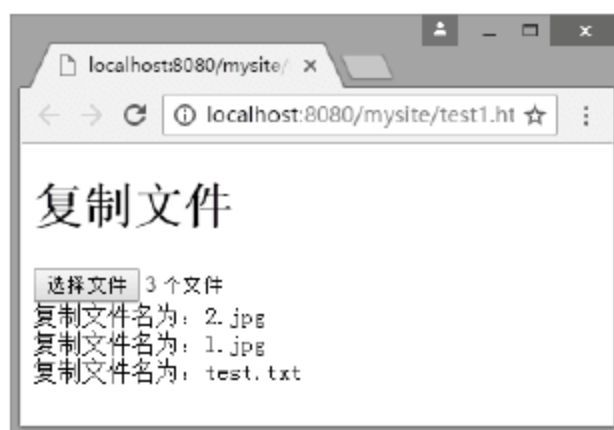 localhost:8080/mysite/
localhost:8080/mysite/test1.ht
复制文件
选择文件 3 个文件
复制文件名为：2.jpg
复制文件名为：1.jpg
复制文件名为：test.txt